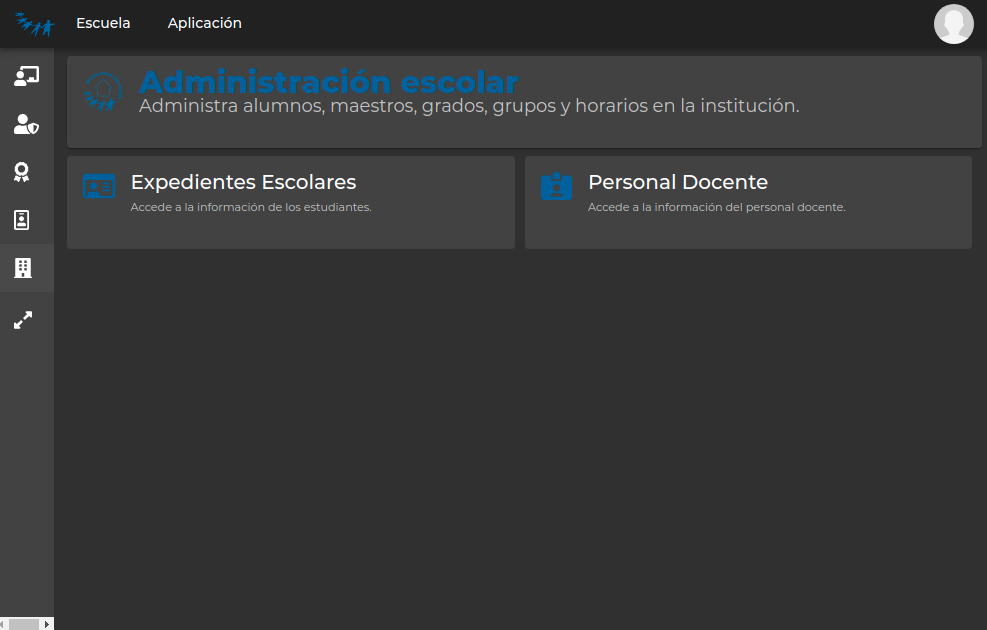 Escuela Aplicación
Administración escolar
Administra alumnos, maestros, grados, grupos y horarios en la institución.
Expedientes Escolares
Accede a la información de los estudiantes.
Personal Docente
Accede a la información del personal docente.